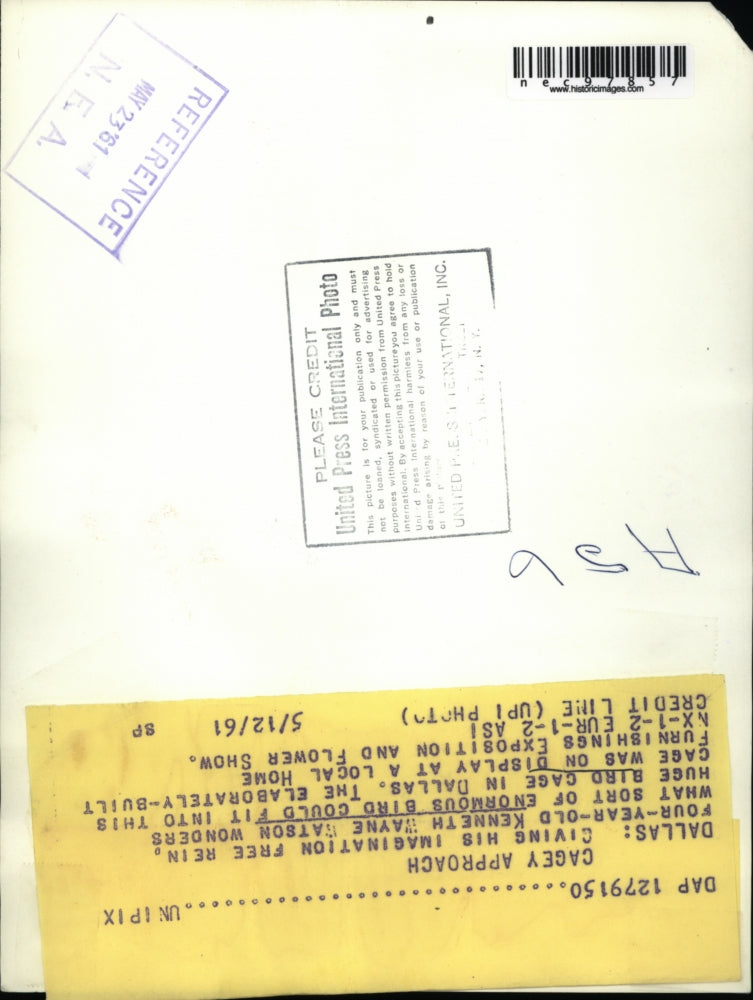 nec97857
www.historicimages.com
REFERENCE
MAY 23 '61
N. E. A.
PLEASE CREDIT
United Press International Photo
This picture is for your publication only and must
not be loaned, syndicated or used for advertising
purposes without written permission from United Press
International. By accepting this picture you agree to hold
United Press International harmless from any loss or
damage arising by reason of your use or publication
of this
UNITED PRESS INTERNATIONAL, INC.
N. Y.
DAP 1279150..............................UNIPIX
CAGEY APPROACH
DALLAS: GIVING HIS IMAGINATION FREE REIN,
FOUR-YEAR-OLD KENNETH WAYNE WATSON WONDERS
WHAT SORT OF ENORMOUS BIRD COULD FIT INTO THIS
HUGE BIRD CAGE IN DALLAS. THE ELABORATELY-BUILT
CAGE WAS ON DISPLAY AT A LOCAL HOME
FURNISHINGS EXPOSITION AND FLOWER SHOW.
NX-1-2 EUR-1-2 ASI
CREDIT LINE (UPI PHOTO) 5/12/61 SP